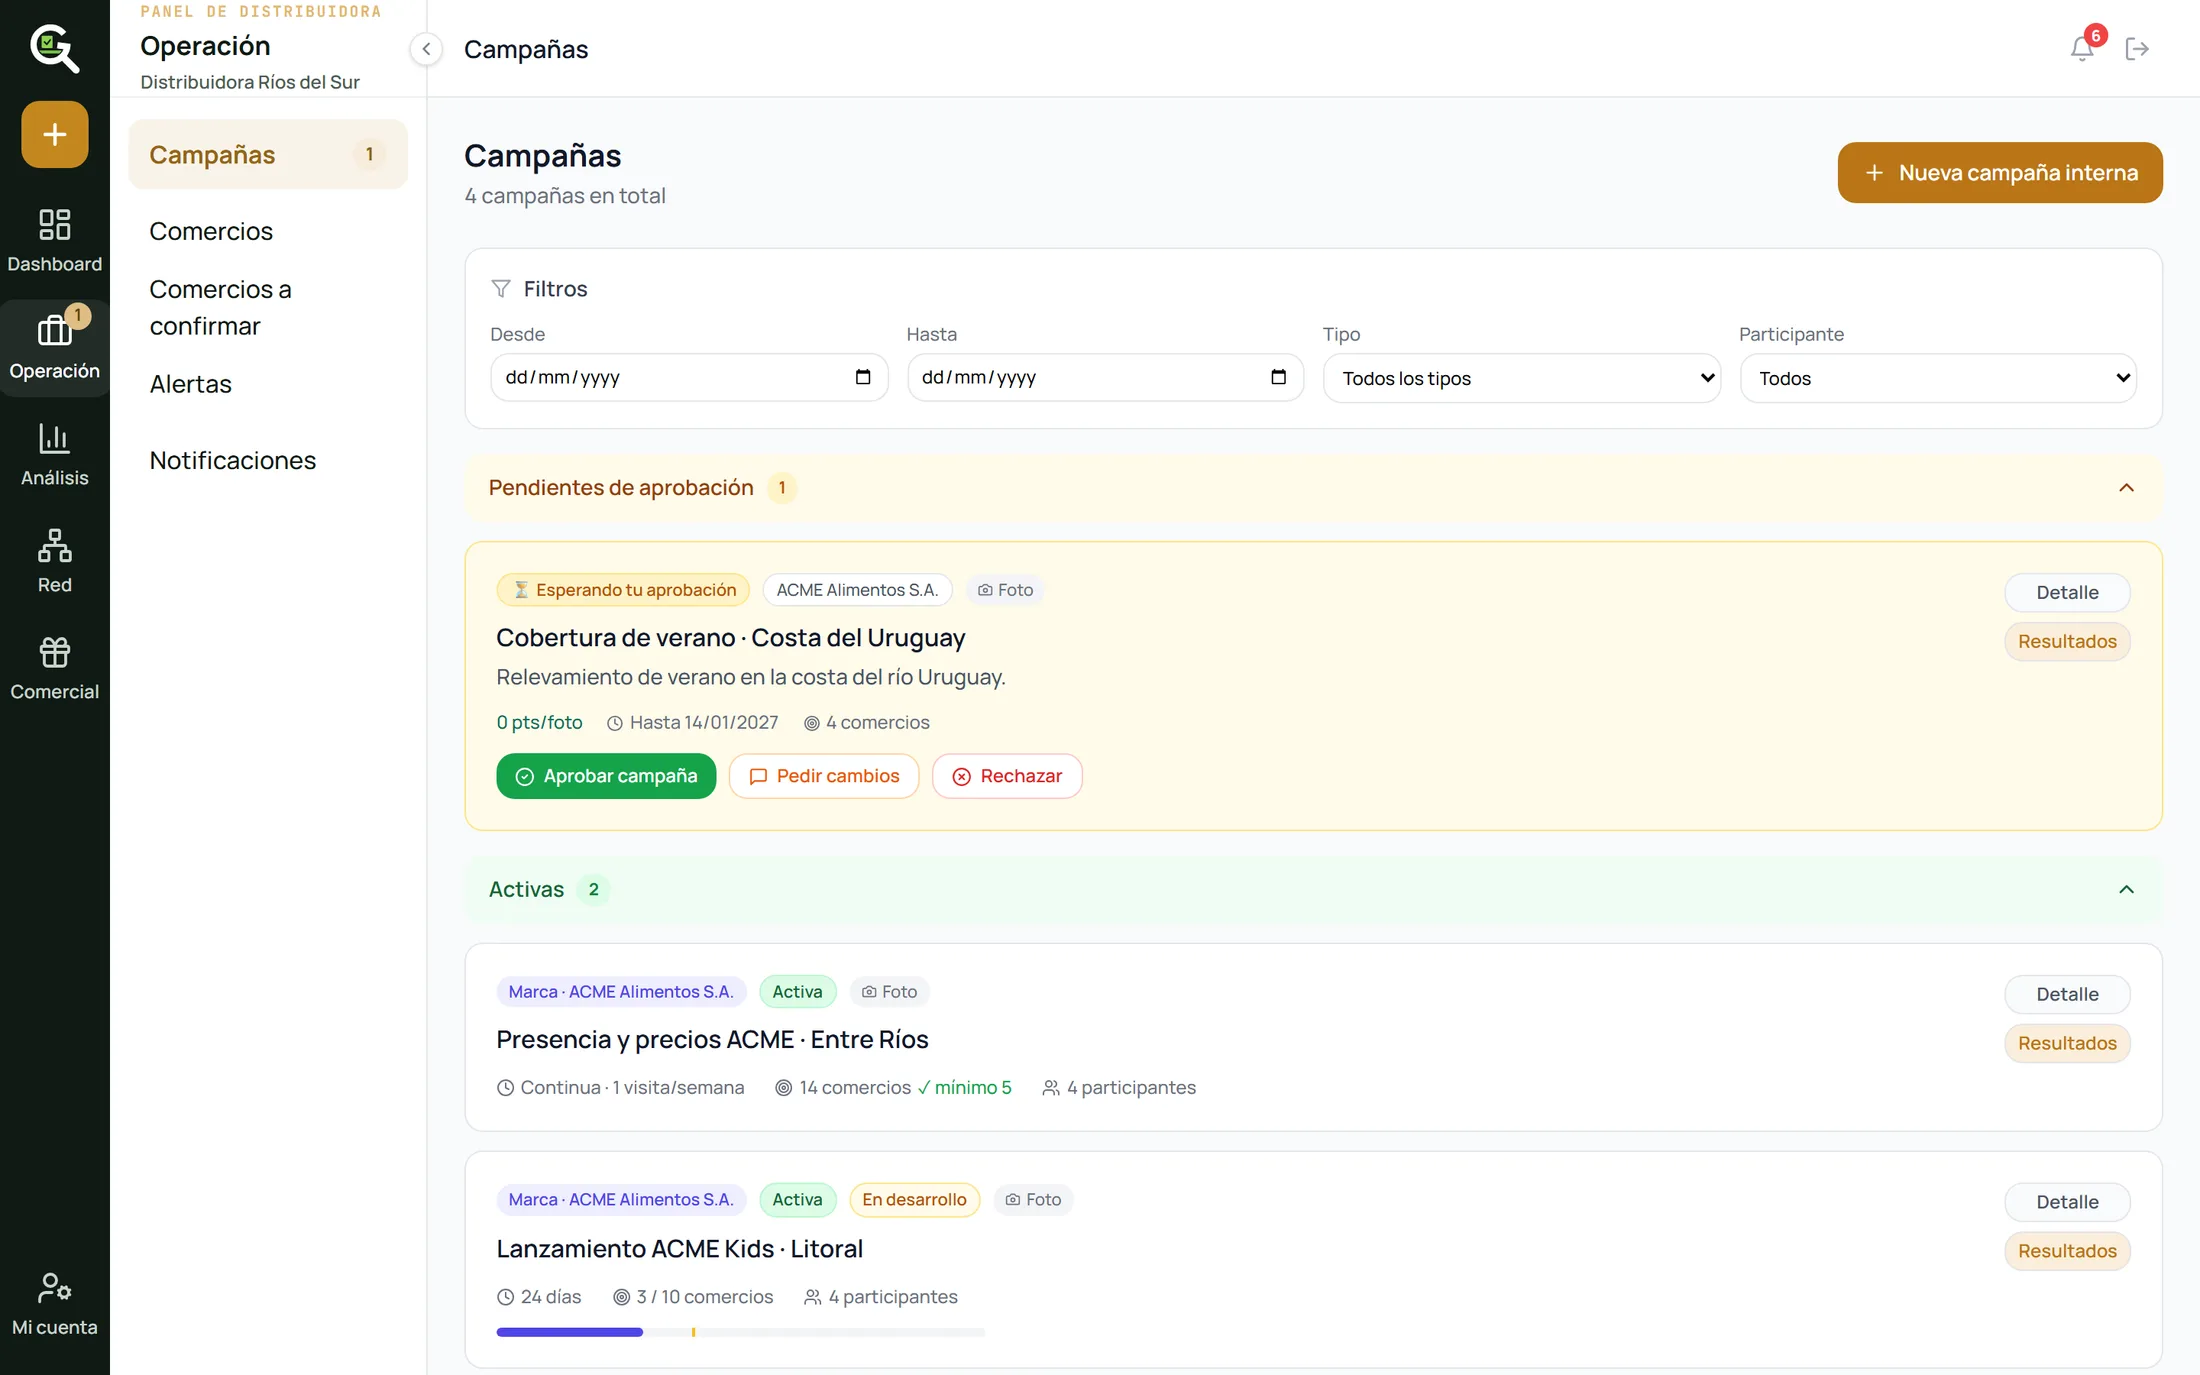 PANEL DE DISTRIBUIDORA
Operación
Distribuidora Ríos del Sur
Dashboard
1
Operación
Análisis
Red
Comercial
Mi cuenta
Campañas 1
Comercios
Comercios a
confirmar
Alertas
Notificaciones
Campañas
6
Campañas
4 campañas en total
+ Nueva campaña interna
Filtros
Desde
dd/mm/yyyy
Hasta
dd/mm/yyyy
Tipo
Todos los tipos
Participante
Todos
Pendientes de aprobación 1
⏳ Esperando tu aprobación ACME Alimentos S.A. Foto
Cobertura de verano · Costa del Uruguay
Relevamiento de verano en la costa del río Uruguay.
0 pts/foto Hasta 14/01/2027 4 comercios
Aprobar campaña Pedir cambios Rechazar
Detalle
Resultados
Activas 2
Marca · ACME Alimentos S.A. Activa Foto
Presencia y precios ACME · Entre Ríos
Continua · 1 visita/semana 14 comercios ✓ mínimo 5 4 participantes
Detalle
Resultados
Marca · ACME Alimentos S.A. Activa En desarrollo Foto
Lanzamiento ACME Kids · Litoral
24 días 3 / 10 comercios 4 participantes
Detalle
Resultados